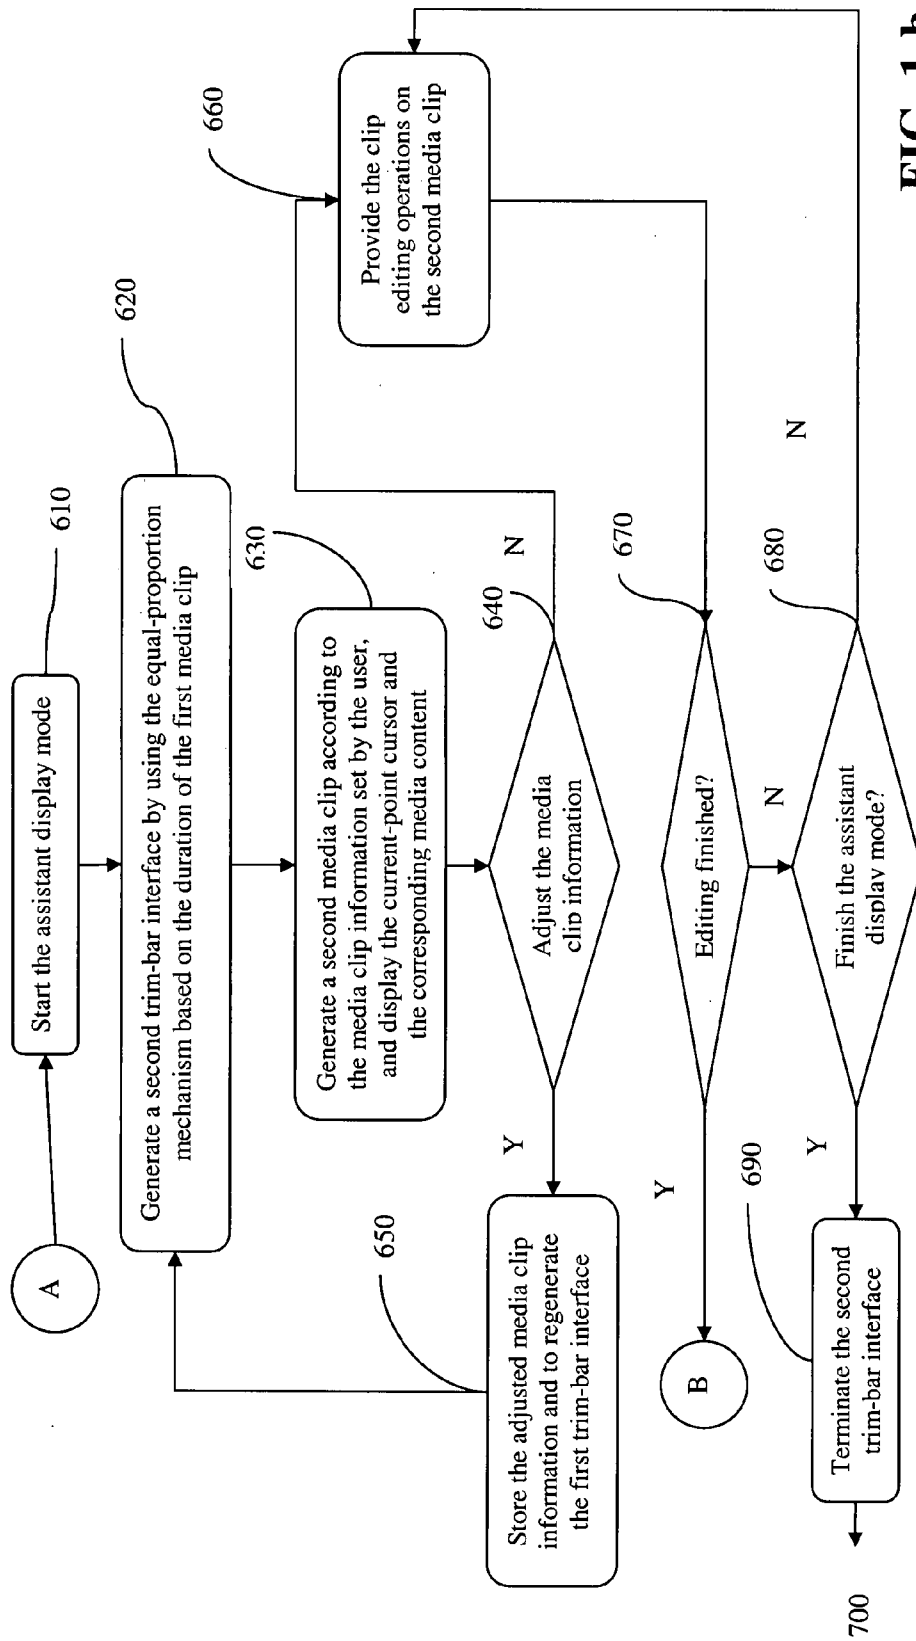 A
Start the assistant display mode
610
Generate a second trim-bar interface by using the equal-proportion
mechanism based on the duration of the first media clip
620
Generate a second media clip according to
the media clip information set by the user,
and display the current-point cursor and
the corresponding media content
630
Adjust the media
clip information
640
Y
N
Store the adjusted media clip
information and to regenerate
the first trim-bar interface
650
Provide the clip
editing operations on
the second media clip
660
Editing finished?
670
Y
N
B
Finish the assistant
display mode?
680
Y
N
Terminate the second
trim-bar interface
690
700
FIG. 1 b